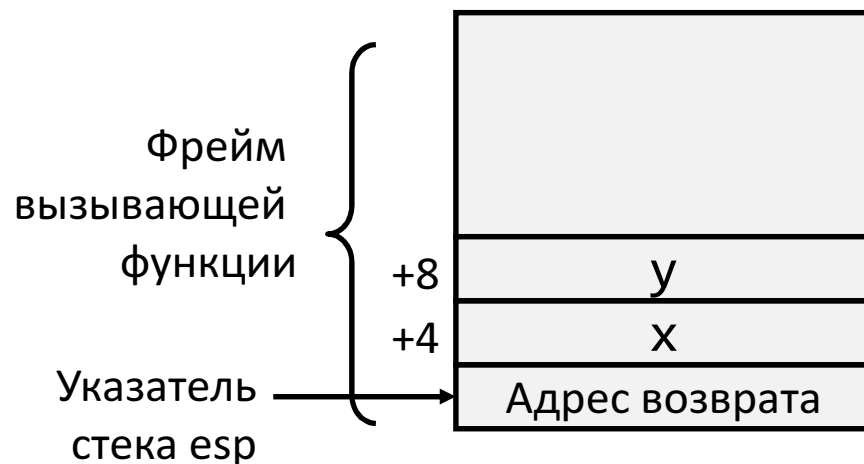 Фрейм
вызывающей
функции
+8
y
+4
x
Указатель
стека esp
Адрес возврата